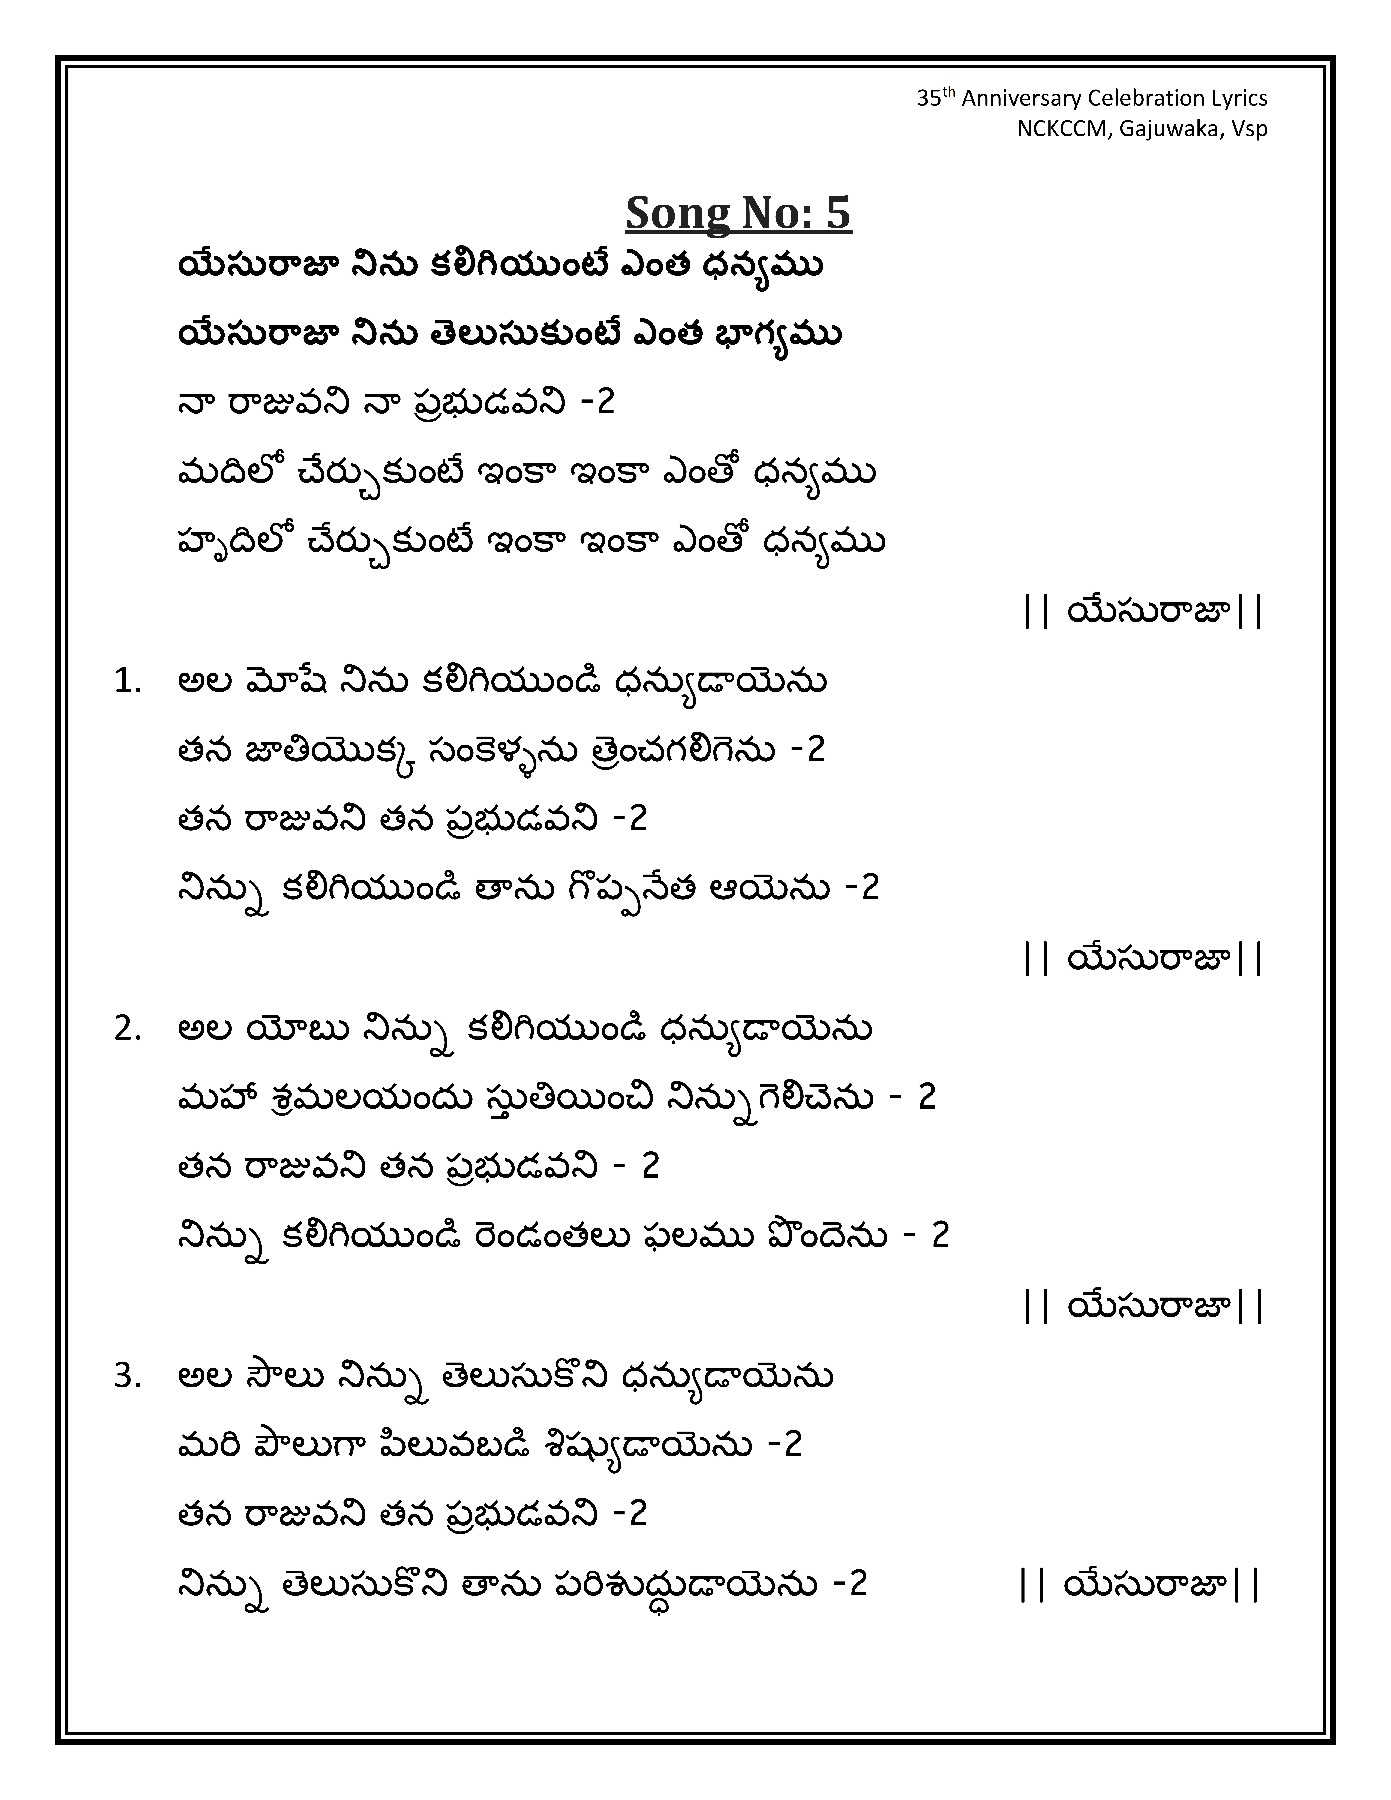 35th Anniversary Celebration Lyrics
NCKCCM, Gajuwaka, Vsp
Song No: 5
యేసురాజా నిను కలిగియుంటే ఎంత ధన్యము
యేసురాజా నిను తెలుసుకుంటే ఎంత భాగ్యము
నా రాజువని నా ప్రభుడవని -2
మదిలో చేర్చుకుంటే ఇంకా ఇంకా ఎంతో ధన్యము
హృదిలో చేర్చుకుంటే ఇంకా ఇంకా ఎంతో ధన్యము
|| యేసురాజా||
1. అల మోషే నిను కలిగియుండి ధన్యుడాయెను
తన జాతియొక్క సంకెళ్ళను త్రెంచగలిగెను -2
తన రాజువని తన ప్రభుడవని -2
నిన్ను కలిగియుండి తాను గొప్పనేత ఆయెను -2
|| యేసురాజా||
2. అల యోబు నిన్ను కలిగియుండి ధన్యుడాయెను
మహా శ్రమలయందు స్తుతియించి నిన్నుగెలిచెను - 2
తన రాజువని తన ప్రభుడవని - 2
నిన్ను కలిగియుండి రెండంతలు ఫలము పొందెను - 2
|| యేసురాజా||
3. అల సౌలు నిన్ను తెలుసుకొని ధన్యుడాయెను
మరి పౌలుగా పిలువబడి శిష్యుడాయెను -2
తన రాజువని తన ప్రభుడవని -2
నిన్ను తెలుసుకొని తాను పరిశుద్ధుడాయెను -2 || యేసురాజా||